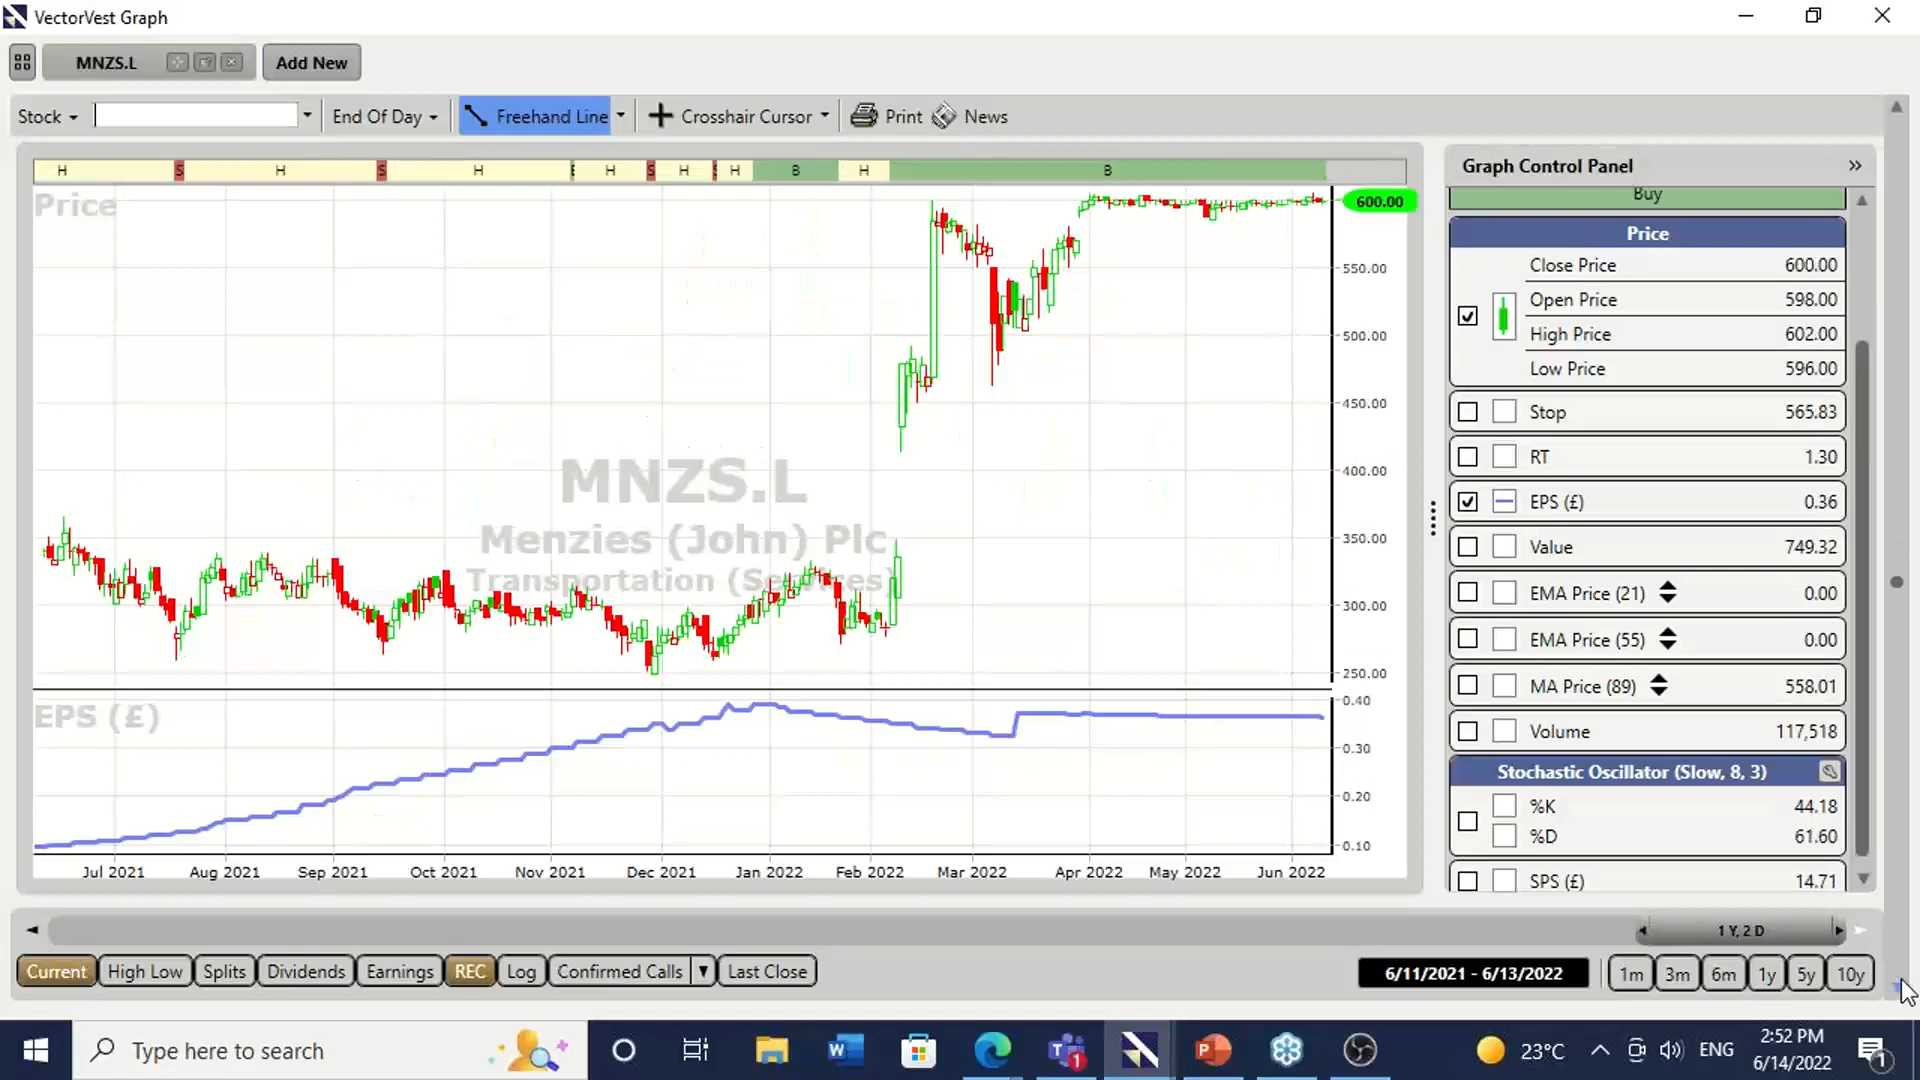 VectorVest Graph
MNZS.L Add New
Stock End Of Day Freehand Line Crosshair Cursor Print News
H S H S H H S H S H B H B
Price
600.00
550.00
500.00
450.00
400.00
350.00
300.00
250.00
MNZS.L
Menzies (John) Plc
Transportation (Services)
EPS (£)
0.40
0.30
0.20
0.10
Jul 2021 Aug 2021 Sep 2021 Oct 2021 Nov 2021 Dec 2021 Jan 2022 Feb 2022 Mar 2022 Apr 2022 May 2022 Jun 2022
Graph Control Panel »
Buy
Price
Close Price 600.00
Open Price 598.00
High Price 602.00
Low Price 596.00
Stop 565.83
RT 1.30
EPS (£) 0.36
Value 749.32
EMA Price (21) 0.00
EMA Price (55) 0.00
MA Price (89) 558.01
Volume 117,518
Stochastic Oscillator (Slow, 8, 3)
%K 44.18
%D 61.60
SPS (£) 14.71
1 Y, 2 D
Current High Low Splits Dividends Earnings REC Log Confirmed Calls Last Close 6/11/2021 - 6/13/2022 1m 3m 6m 1y 5y 10y
Type here to search 23°C ENG 2:52 PM
6/14/2022